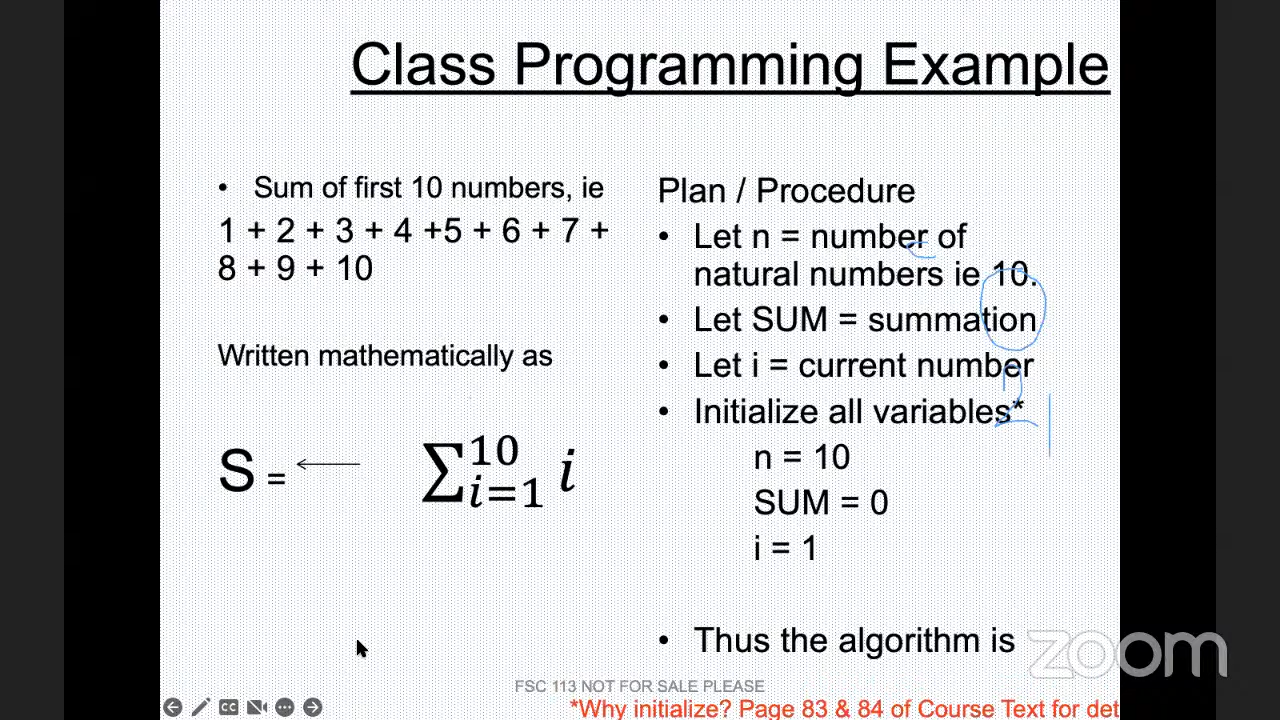 Class Programming Example
• Sum of first 10 numbers, ie
1 + 2 + 3 + 4 +5 + 6 + 7 +
8 + 9 + 10
Written mathematically as
S = ← ∑_{i=1}^{10} i
Plan / Procedure
• Let n = number of
natural numbers ie 10.
• Let SUM = summation
• Let i = current number
• Initialize all variables*
n = 10
SUM = 0
i = 1
• Thus the algorithm is
zoom
FSC 113 NOT FOR SALE PLEASE
CC
*Why initialize? Page 83 & 84 of Course Text for det